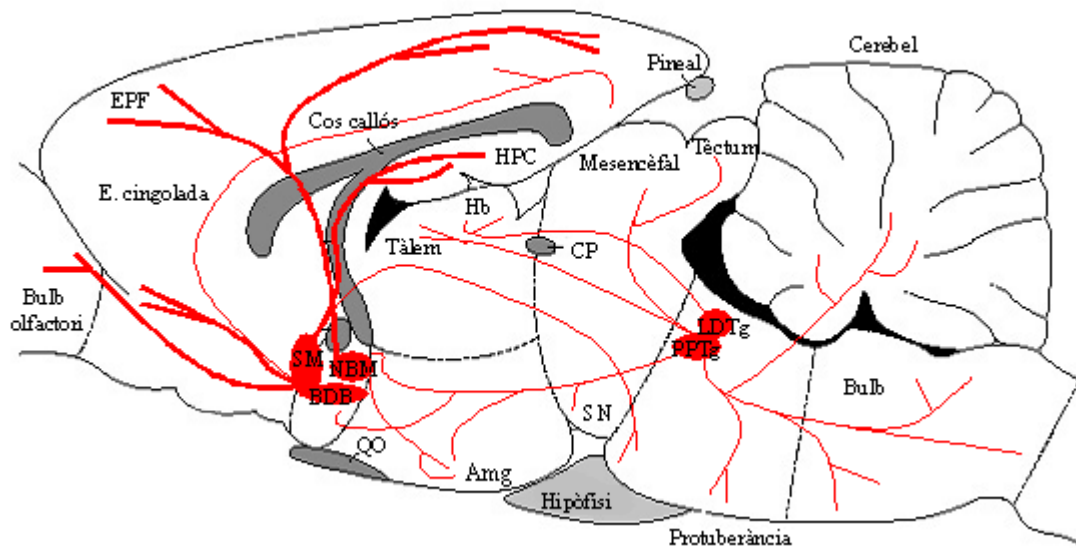 Cerebel
Pineal
EPF
Cos callós
HPC
Mesencèfal
Tèctum
E. cingolada
Hb
Tàlem
CP
Bulb
olfactori
LDTg
SM
PPTg
NBM
BDB
Bulb
SN
QO
Amg
Hipòfisi
Protuberància